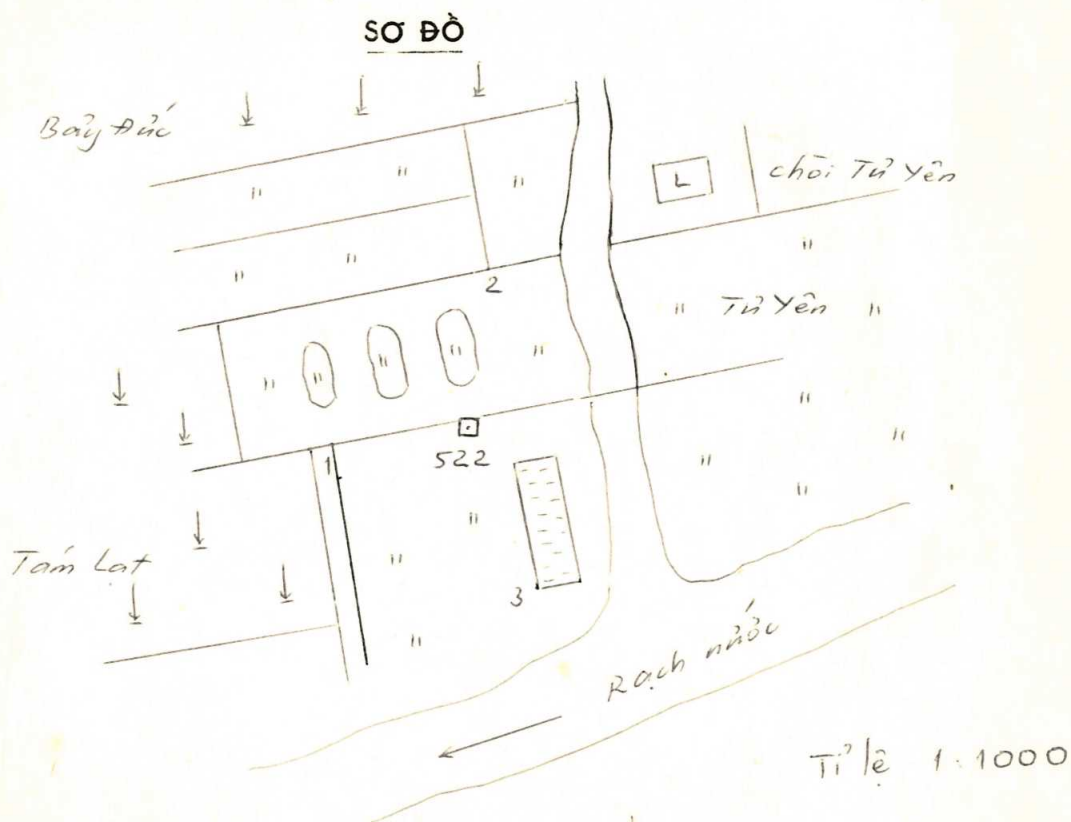 SƠ ĐỒ
Bảy Đức
L
chòi Tư Yên
2
Tư Yên
1
522
Tám Lạt
3
Rạch nước
Tỉ lệ 1:1000